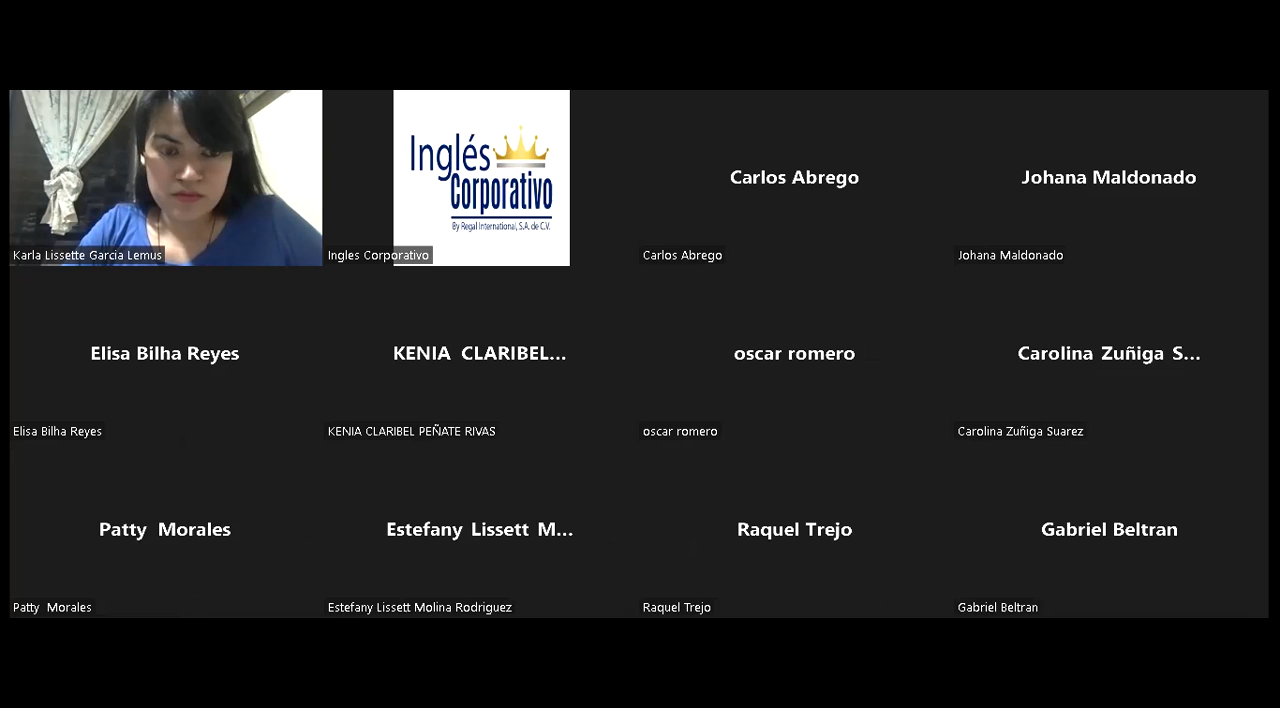 Inglés
Corporativo
By Regal International, S.A. de C.V.
Carlos Abrego
Johana Maldonado
Karla Lissette Garcia Lemus
Ingles Corporativo
Carlos Abrego
Johana Maldonado
Elisa Bilha Reyes
KENIA CLARIBEL...
oscar romero
Carolina Zuñiga S...
Elisa Bilha Reyes
KENIA CLARIBEL PEÑATE RIVAS
oscar romero
Carolina Zuñiga Suarez
Patty Morales
Estefany Lissett M...
Raquel Trejo
Gabriel Beltran
Patty Morales
Estefany Lissett Molina Rodriguez
Raquel Trejo
Gabriel Beltran